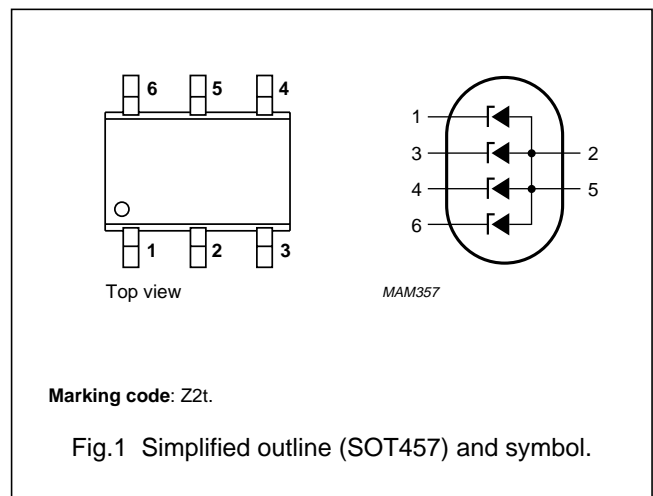 6 5 4
1 2 3
Top view
1
3 2
4 5
6
MAM357
Marking code: Z2t.
Fig.1 Simplified outline (SOT457) and symbol.